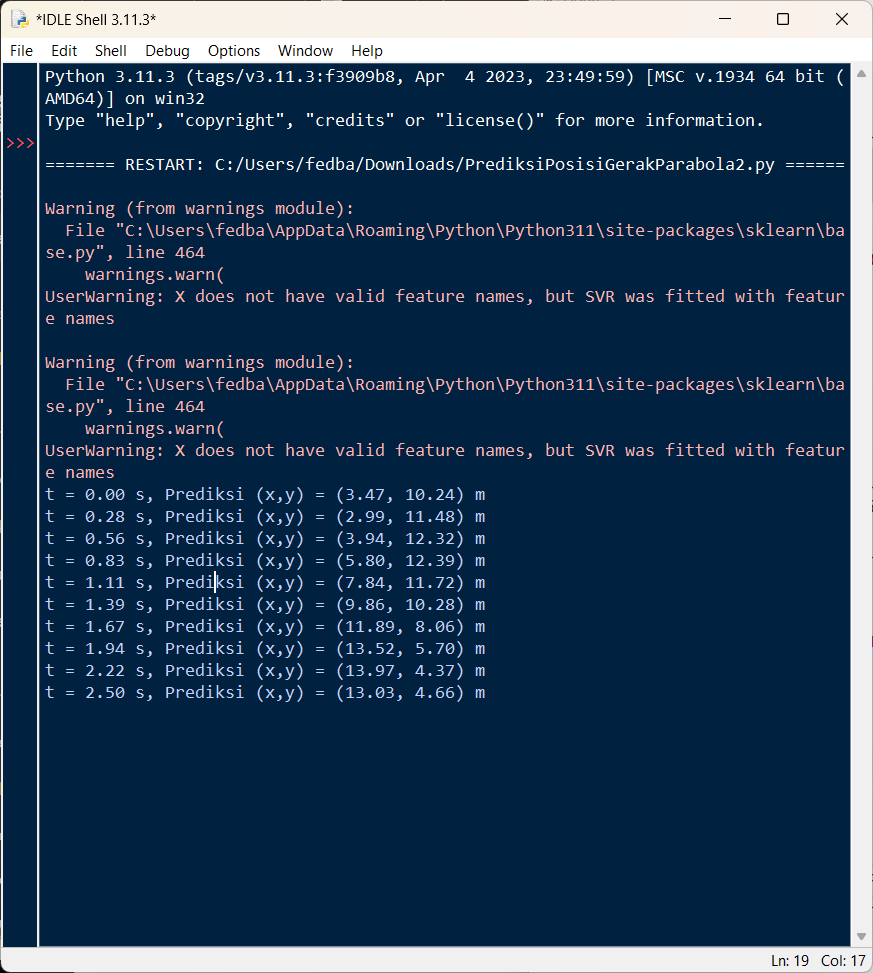 *IDLE Shell 3.11.3*
File Edit Shell Debug Options Window Help
Python 3.11.3 (tags/v3.11.3:f3909b8, Apr  4 2023, 23:49:59) [MSC v.1934 64 bit (
AMD64)] on win32
Type "help", "copyright", "credits" or "license()" for more information.
>>>
======= RESTART: C:/Users/fedba/Downloads/PrediksiPosisiGerakParabola2.py ======
Warning (from warnings module):
  File "C:\Users\fedba\AppData\Roaming\Python\Python311\site-packages\sklearn\ba
se.py", line 464
    warnings.warn(
UserWarning: X does not have valid feature names, but SVR was fitted with featur
e names
Warning (from warnings module):
  File "C:\Users\fedba\AppData\Roaming\Python\Python311\site-packages\sklearn\ba
se.py", line 464
    warnings.warn(
UserWarning: X does not have valid feature names, but SVR was fitted with featur
e names
t = 0.00 s, Prediksi (x,y) = (3.47, 10.24) m
t = 0.28 s, Prediksi (x,y) = (2.99, 11.48) m
t = 0.56 s, Prediksi (x,y) = (3.94, 12.32) m
t = 0.83 s, Prediksi (x,y) = (5.80, 12.39) m
t = 1.11 s, Prediksi (x,y) = (7.84, 11.72) m
t = 1.39 s, Prediksi (x,y) = (9.86, 10.28) m
t = 1.67 s, Prediksi (x,y) = (11.89, 8.06) m
t = 1.94 s, Prediksi (x,y) = (13.52, 5.70) m
t = 2.22 s, Prediksi (x,y) = (13.97, 4.37) m
t = 2.50 s, Prediksi (x,y) = (13.03, 4.66) m
Ln: 19 Col: 17